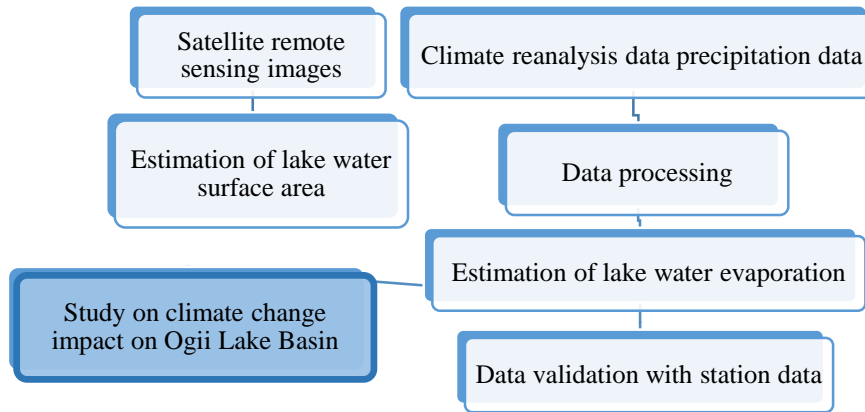 Satellite remote
sensing images
Climate reanalysis data precipitation data
Estimation of lake water
surface area
Data processing
Estimation of lake water evaporation
Study on climate change
impact on Ogii Lake Basin
Data validation with station data